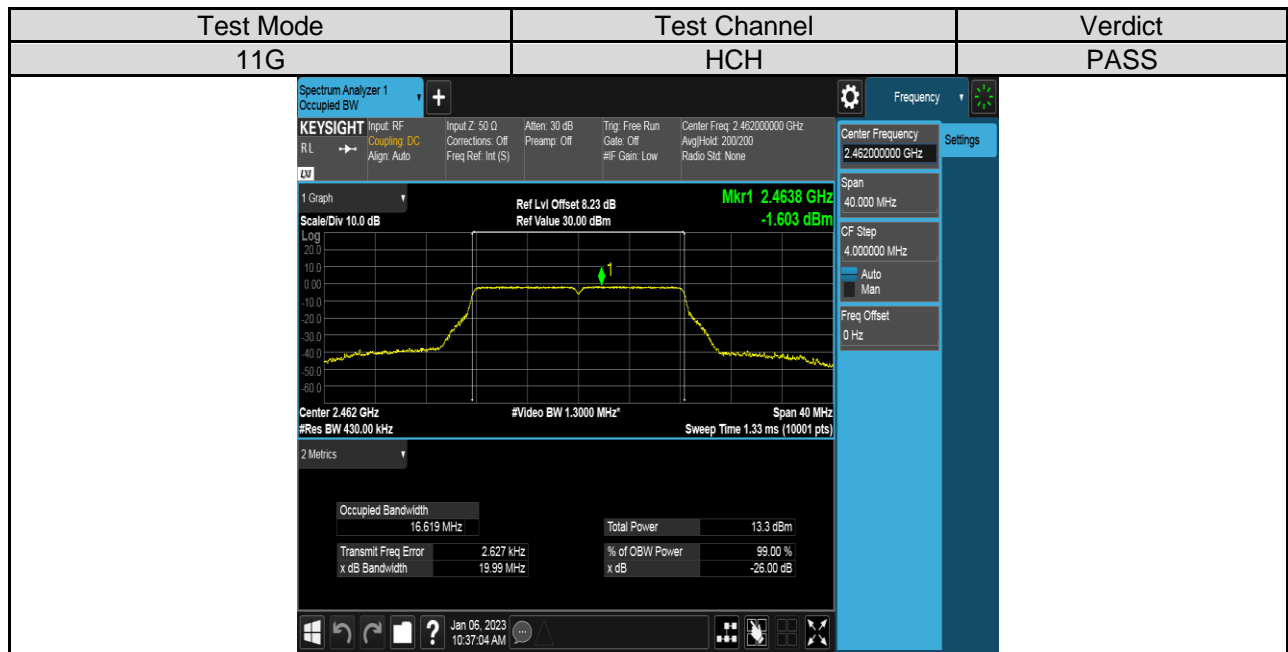 Test Mode Test Channel Verdict
11G HCH PASS
Spectrum Analyzer 1
Occupied BW
+
Frequency
KEYSIGHT Input: RF Input Z: 50 Ω Atten: 30 dB Trig: Free Run Center Freq: 2.462000000 GHz
RL Coupling: DC Corrections: Off Preamp: Off Gate: Off Avg|Hold: 200/200
Align: Auto Freq Ref: Int (S) #IF Gain: Low Radio Std: None
LXI
Center Frequency
2.462000000 GHz
Settings
Span
40.000 MHz
CF Step
4.000000 MHz
Auto
Man
Freq Offset
0 Hz
1 Graph
Ref Lvl Offset 8.23 dB Mkr1 2.4638 GHz
Scale/Div 10.0 dB Ref Value 30.00 dBm -1.603 dBm
Log
20.0
10.0
0.00
-10.0
-20.0
-30.0
-40.0
-50.0
-60.0
1
Center 2.462 GHz #Video BW 1.3000 MHz* Span 40 MHz
#Res BW 430.00 kHz Sweep Time 1.33 ms (10001 pts)
2 Metrics
Occupied Bandwidth
16.619 MHz Total Power 13.3 dBm
Transmit Freq Error 2.627 kHz % of OBW Power 99.00 %
x dB Bandwidth 19.99 MHz x dB -26.00 dB
? Jan 06, 2023
10:37:04 AM